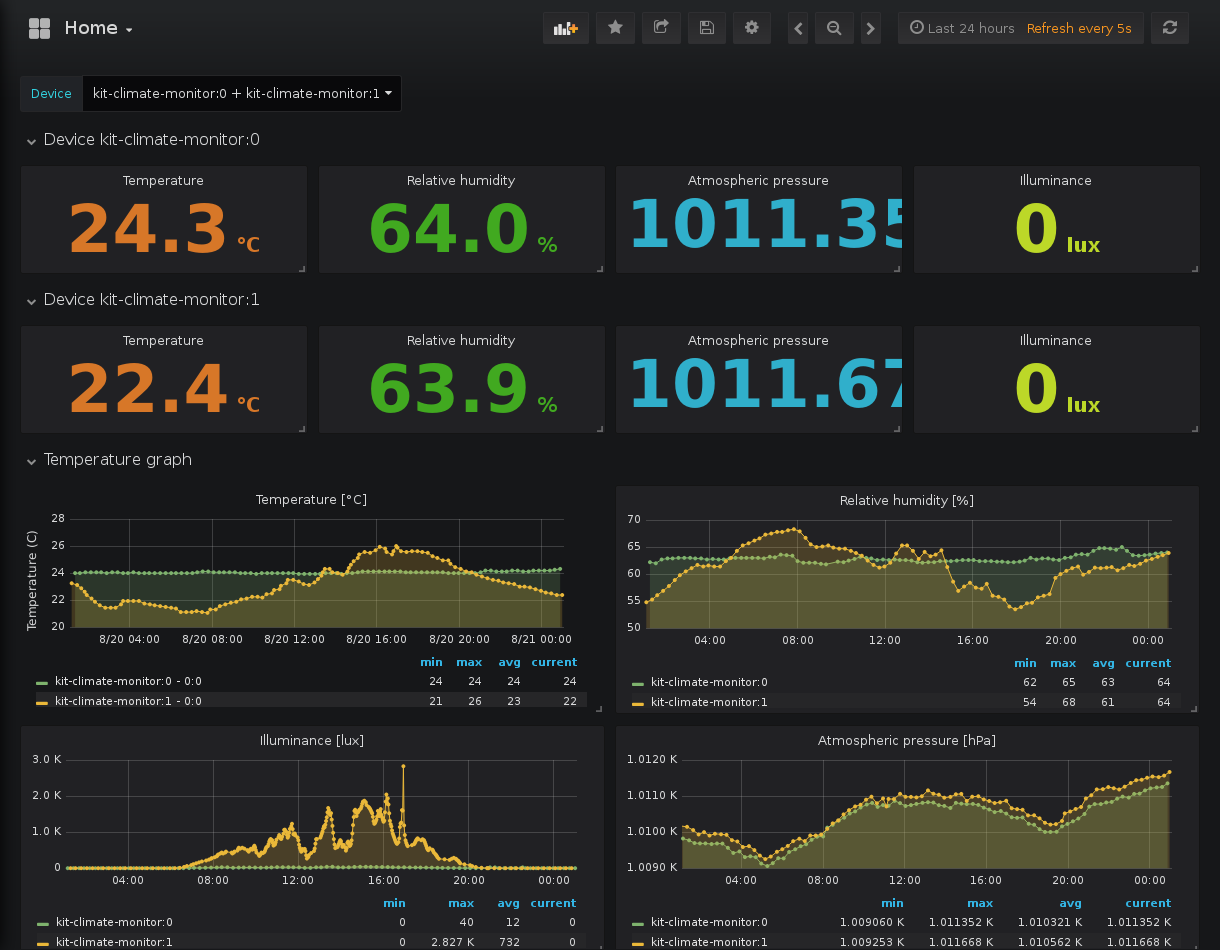 Home
Last 24 hours Refresh every 5s
Device kit-climate-monitor:0 + kit-climate-monitor:1
Device kit-climate-monitor:0
Temperature Relative humidity Atmospheric pressure Illuminance
24.3 °C 64.0 % 1011.35 0 lux
Device kit-climate-monitor:1
Temperature Relative humidity Atmospheric pressure Illuminance
22.4 °C 63.9 % 1011.67 0 lux
Temperature graph
Temperature [°C]
Temperature (C)
28
26
24
22
20
8/20 04:00 8/20 08:00 8/20 12:00 8/20 16:00 8/20 20:00 8/21 00:00
min max avg current
kit-climate-monitor:0 - 0:0 24 24 24 24
kit-climate-monitor:1 - 0:0 21 26 23 22
Relative humidity [%]
70
65
60
55
50
04:00 08:00 12:00 16:00 20:00 00:00
min max avg current
kit-climate-monitor:0 62 65 63 64
kit-climate-monitor:1 54 68 61 64
Illuminance [lux]
3.0 K
2.0 K
1.0 K
0
04:00 08:00 12:00 16:00 20:00 00:00
min max avg current
kit-climate-monitor:0 0 40 12 0
kit-climate-monitor:1 0 2.827 K 732 0
Atmospheric pressure [hPa]
1.0120 K
1.0110 K
1.0100 K
1.0090 K
04:00 08:00 12:00 16:00 20:00 00:00
min max avg current
kit-climate-monitor:0 1.009060 K 1.011352 K 1.010321 K 1.011352 K
kit-climate-monitor:1 1.009253 K 1.011668 K 1.010562 K 1.011668 K